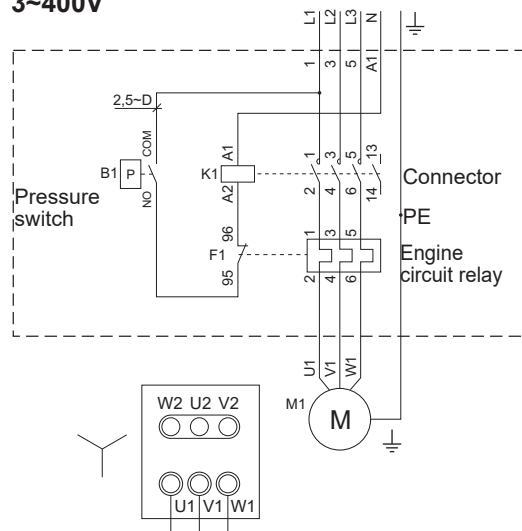 3~400V
L1 L2 L3 N
1 3 5 A1
2,5~D
COM
B1 P
NO
Pressure
switch
A1
K1
A2
1 3 5 13
2 4 6 14
Connector
PE
96
F1
95
1 3 5
2 4 6
Engine
circuit relay
U1 V1 W1
M1
M
W2 U2 V2
U1 V1 W1